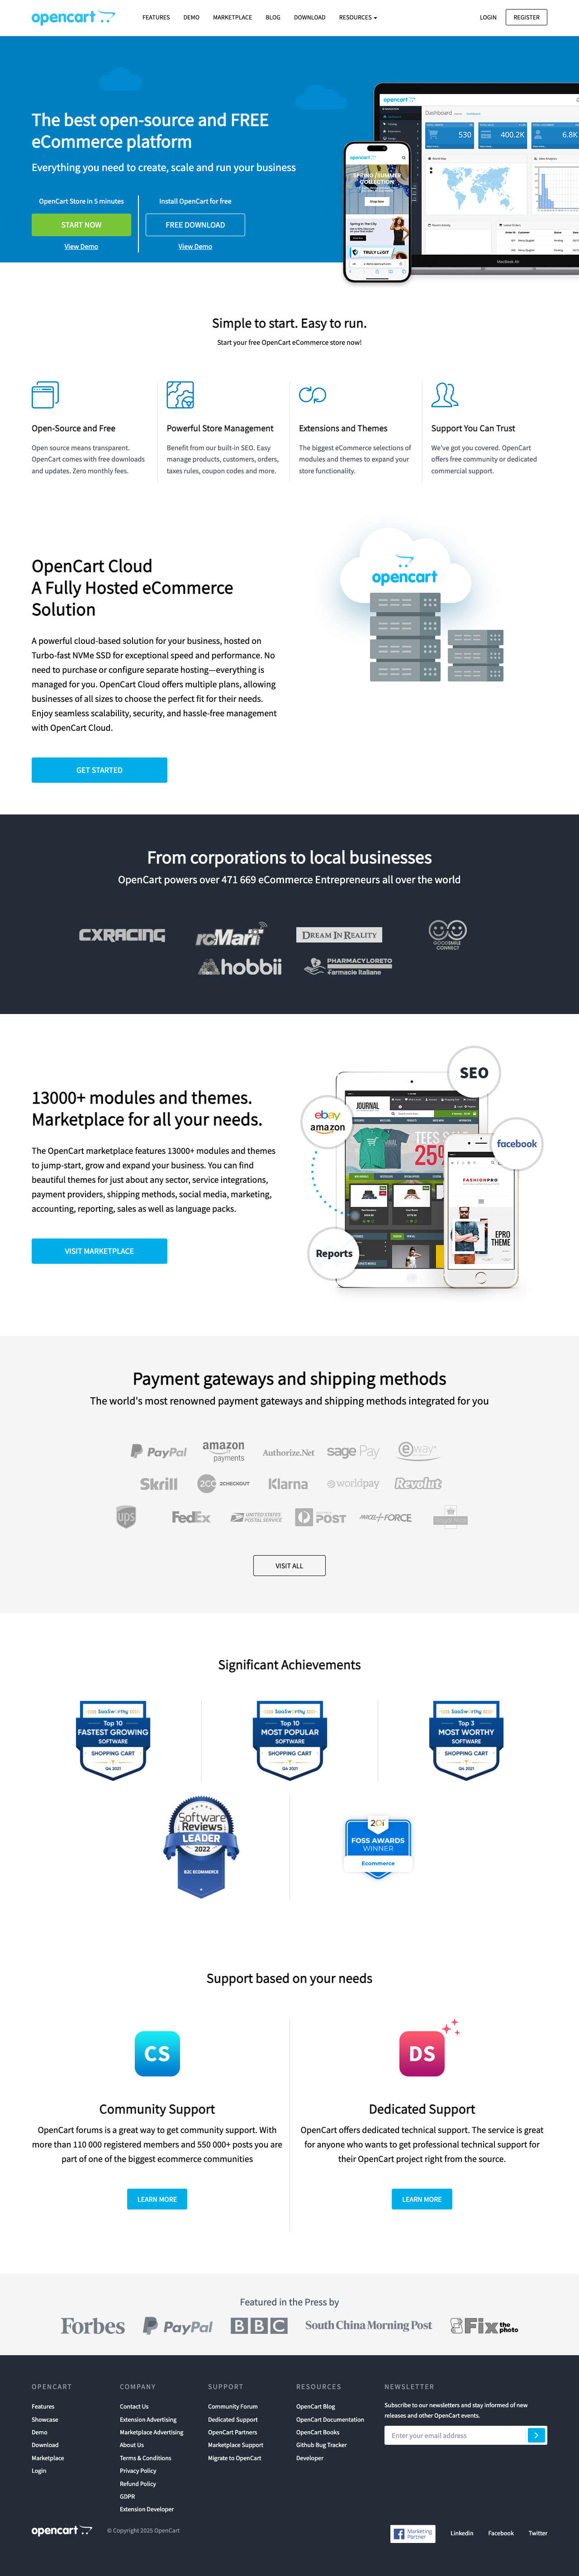 opencart
FEATURES DEMO MARKETPLACE BLOG DOWNLOAD RESOURCES
LOGIN REGISTER
The best open-source and FREE
eCommerce platform
Everything you need to create, scale and run your business
OpenCart Store in 5 minutes
START NOW
View Demo
Install OpenCart for free
FREE DOWNLOAD
View Demo
opencart
Dashboard
530 400.2K 6.8K
SPRING/SUMMER
COLLECTION
Spring In The City
TRULY LEGIT
MacBook Air
Simple to start. Easy to run.
Start your free OpenCart eCommerce store now!
Open-Source and Free
Open source means transparent.
OpenCart comes with free downloads
and updates. Zero monthly fees.
Powerful Store Management
Benefit from our built-in SEO. Easy
manage products, customers, orders,
taxes rules, coupon codes and more.
Extensions and Themes
The biggest eCommerce selections of
modules and themes to expand your
store functionality.
Support You Can Trust
We've got you covered. OpenCart
offers free community or dedicated
commercial support.
OpenCart Cloud
A Fully Hosted eCommerce
Solution
A powerful cloud-based solution for your business, hosted on
Turbo-fast NVMe SSD for exceptional speed and performance. No
need to purchase or configure separate hosting—everything is
managed for you. OpenCart Cloud offers multiple plans, allowing
businesses of all sizes to choose the perfect fit for their needs.
Enjoy seamless scalability, security, and hassle-free management
with OpenCart Cloud.
GET STARTED
opencart
From corporations to local businesses
OpenCart powers over 471 669 eCommerce Entrepreneurs all over the world
CXRACING
rcMart
DREAM IN REALITY
GOODSMILE
CONNECT
hobbii
PHARMACY LORETO
Farmacie Italiane
13000+ modules and themes.
Marketplace for all your needs.
The OpenCart marketplace features 13000+ modules and themes
to jump-start, grow and expand your business. You can find
beautiful themes for just about any sector, service integrations,
payment providers, shipping methods, social media, marketing,
accounting, reporting, sales as well as language packs.
VISIT MARKETPLACE
SEO
ebay
amazon
facebook
Reports
JOURNAL
TEES
25%
FASHIONPRO
EPRO
THEME
Payment gateways and shipping methods
The world's most renowned payment gateways and shipping methods integrated for you
PayPal
amazon
payments
Authorize.Net
sage Pay
eway
Skrill
2CO 2CHECKOUT
Klarna
worldpay
Revolut
ups
FedEx
UNITED STATES
POSTAL SERVICE
POST
PARCELFORCE
VISIT ALL
Significant Achievements
SaaSworthy
Top 10
FASTEST GROWING
SOFTWARE
SHOPPING CART
Q4 2021
SaaSworthy
Top 10
MOST POPULAR
SOFTWARE
SHOPPING CART
Q4 2021
SaaSworthy
Top 3
MOST WORTHY
SOFTWARE
SHOPPING CART
Q4 2021
Software
Reviews
LEADER
2022
B2C ECOMMERCE
20i
FOSS AWARDS
WINNER
Ecommerce
Support based on your needs
CS
Community Support
OpenCart forums is a great way to get community support. With
more than 110 000 registered members and 550 000+ posts you are
part of one of the biggest ecommerce communities
LEARN MORE
DS
Dedicated Support
OpenCart offers dedicated technical support. The service is great
for anyone who wants to get professional technical support for
their OpenCart project right from the source.
LEARN MORE
Featured in the Press by
Forbes PayPal BBC South China Morning Post Fix the photo
OPENCART
Features
Showcase
Demo
Download
Marketplace
Login
COMPANY
Contact Us
Extension Advertising
Marketplace Advertising
About Us
Terms & Conditions
Privacy Policy
Refund Policy
GDPR
Extension Developer
SUPPORT
Community Forum
Dedicated Support
OpenCart Partners
Marketplace Support
Migrate to OpenCart
RESOURCES
OpenCart Blog
OpenCart Documentation
OpenCart Books
Github Bug Tracker
Developer
NEWSLETTER
Subscribe to our newsletters and stay informed of new
releases and other OpenCart events.
Enter your email address
opencart
© Copyright 2025 OpenCart
Marketing
Partner
Linkedin Facebook Twitter